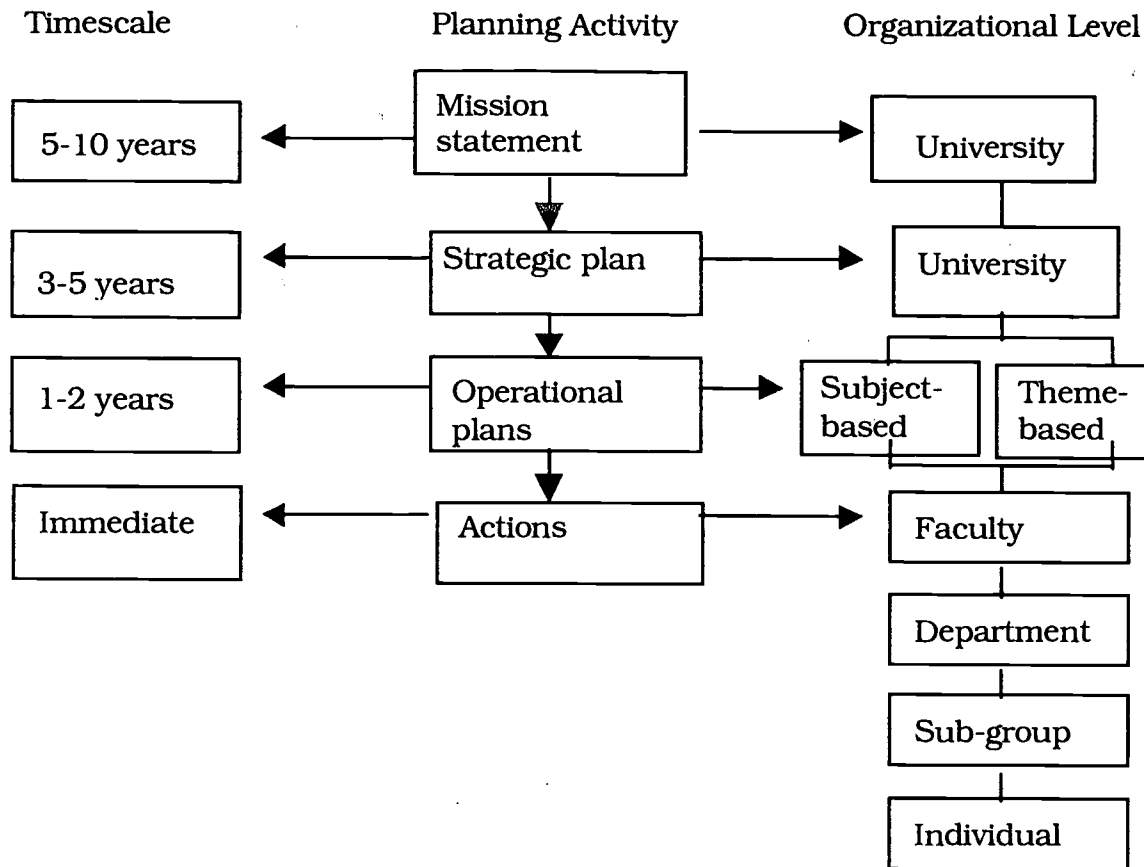 Timescale
Planning Activity
Organizational Level
5-10 years
Mission
statement
University
3-5 years
Strategic plan
University
1-2 years
Operational
plans
Subject-
based
Theme-
based
Immediate
Actions
Faculty
Department
Sub-group
Individual